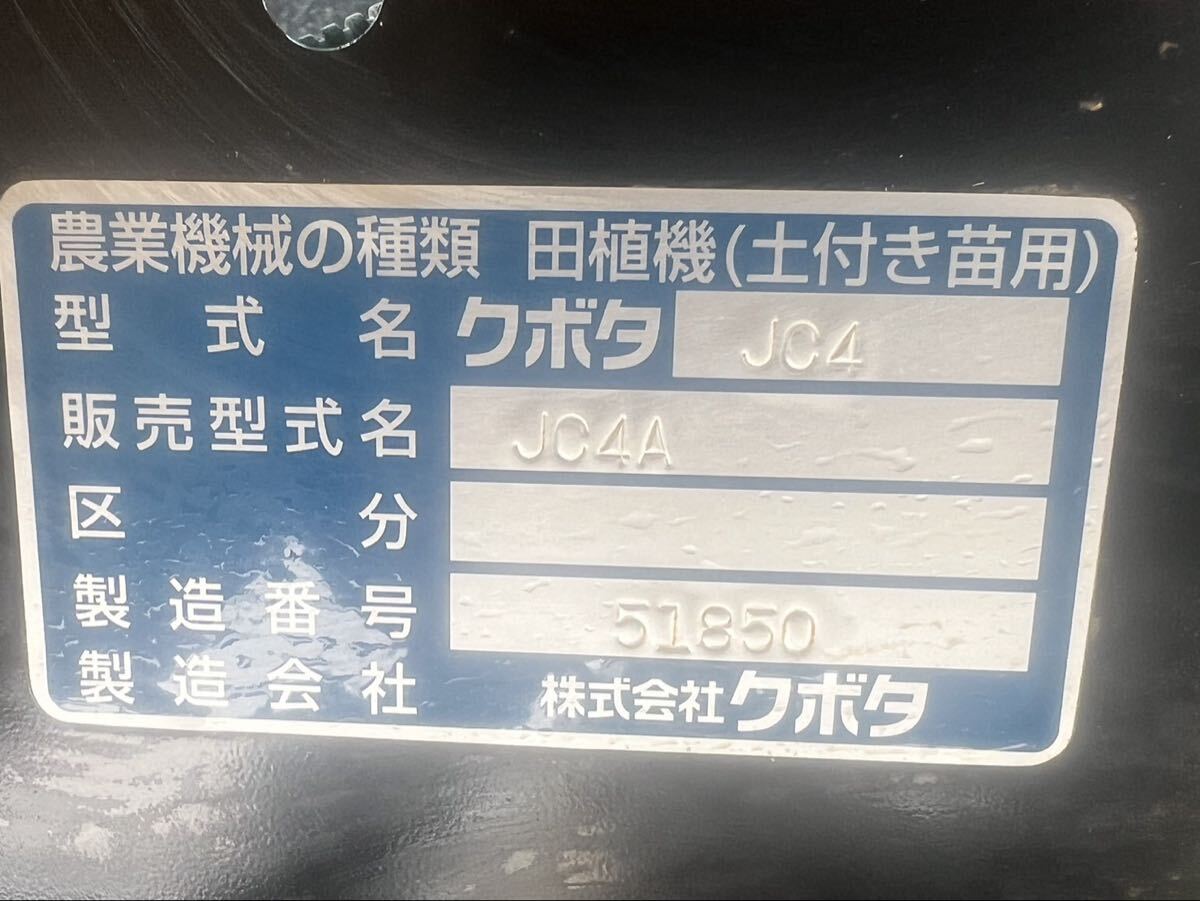 農業機械の種類 田植機(土付き苗用)
型式名 クボタ JC4
販売型式名 JC4A
区分
製造番号 51850
製造会社 株式会社クボタ